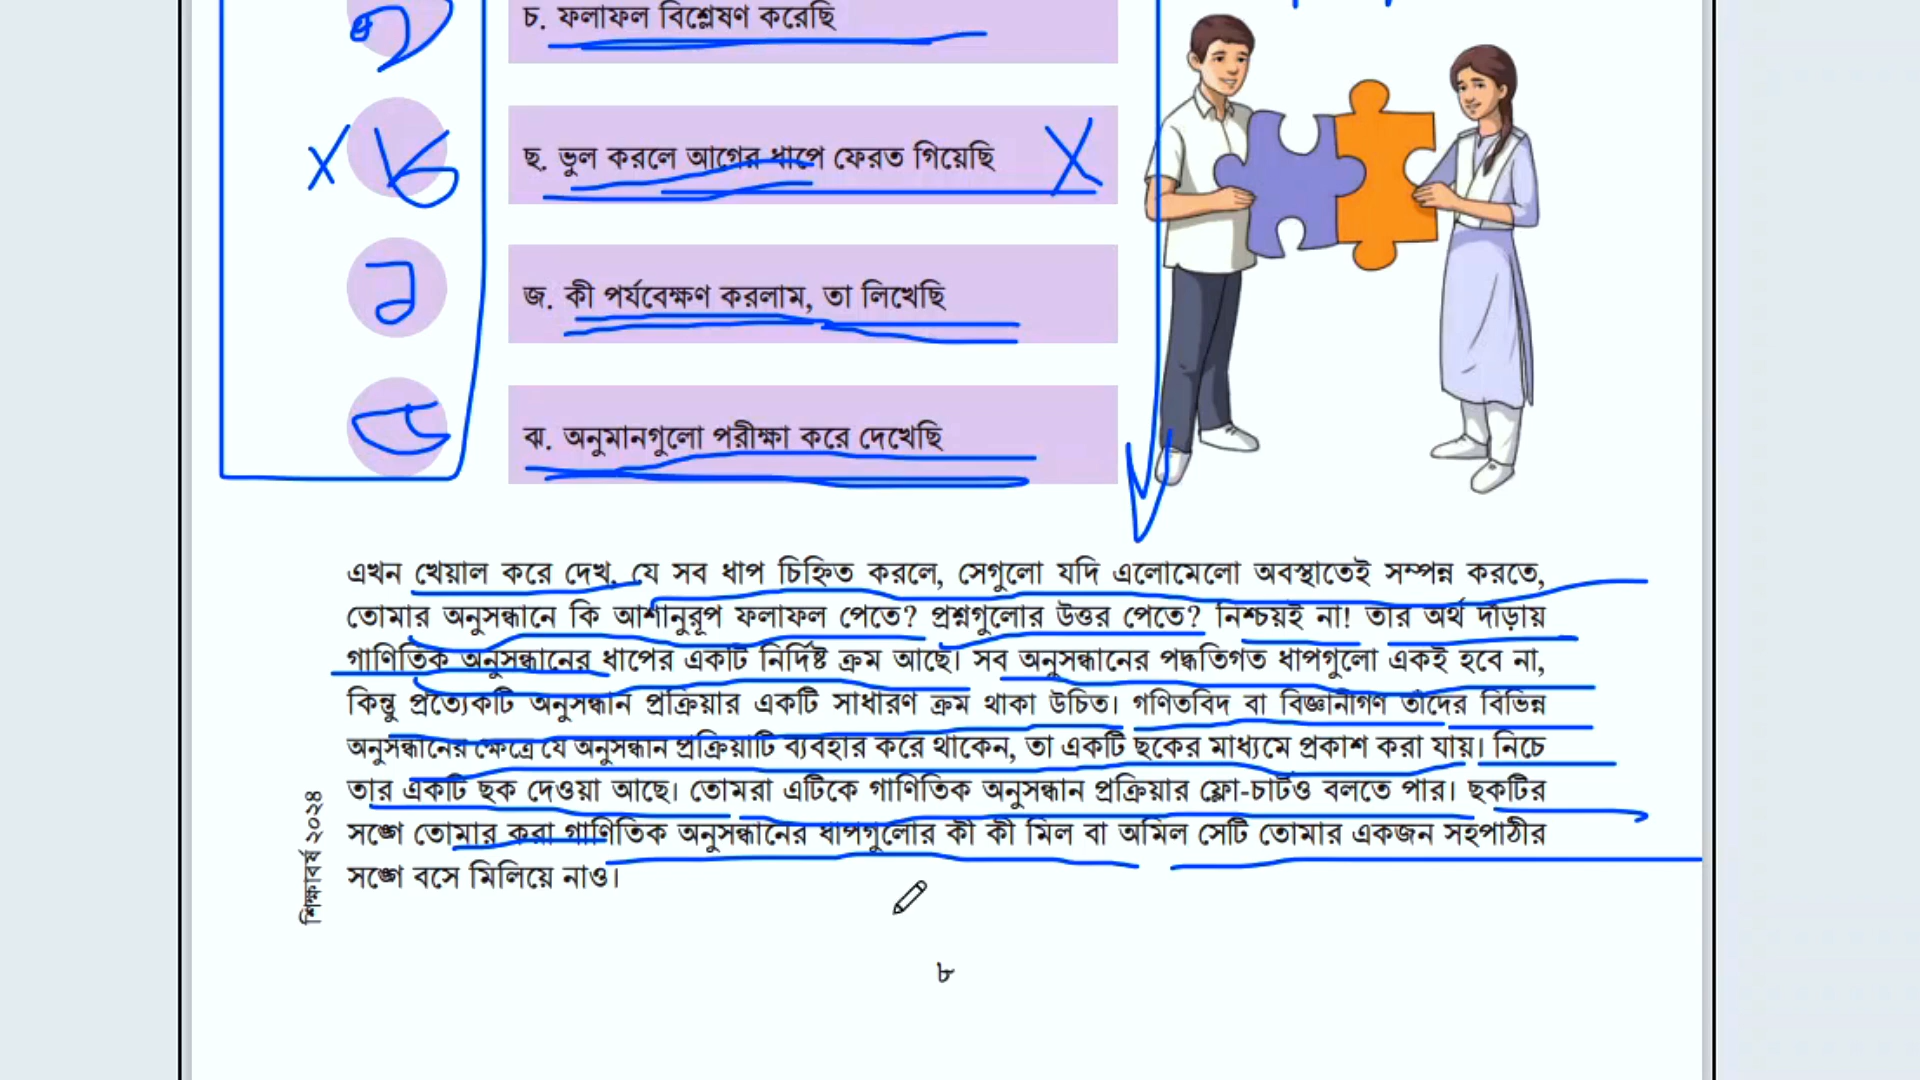 চ. ফলাফল বিশ্লেষণ করেছি
X ৬ ছ. ভুল করলে আগের ধাপে ফেরত গিয়েছি X
জ. কী পর্যবেক্ষণ করলাম, তা লিখেছি
ঝ. অনুমানগুলো পরীক্ষা করে দেখেছি
এখন খেয়াল করে দেখ, যে সব ধাপ চিহ্নিত করলে, সেগুলো যদি এলোমেলো অবস্থাতেই সম্পন্ন করতে,
তোমার অনুসন্ধানে কি আশানুরূপ ফলাফল পেতে? প্রশ্নগুলোর উত্তর পেতে? নিশ্চয়ই না! তার অর্থ দাঁড়ায়
গাণিতিক অনুসন্ধানের ধাপের একটি নির্দিষ্ট ক্রম আছে। সব অনুসন্ধানের পদ্ধতিগত ধাপগুলো একই হবে না,
কিন্তু প্রত্যেকটি অনুসন্ধান প্রক্রিয়ার একটি সাধারণ ক্রম থাকা উচিত। গণিতবিদ বা বিজ্ঞানীগণ তাঁদের বিভিন্ন
অনুসন্ধানের ক্ষেত্রে যে অনুসন্ধান প্রক্রিয়াটি ব্যবহার করে থাকেন, তা একটি ছকের মাধ্যমে প্রকাশ করা যায়। নিচে
তার একটি ছক দেওয়া আছে। তোমরা এটিকে গাণিতিক অনুসন্ধান প্রক্রিয়ার ফ্লো-চার্টও বলতে পার। ছকটির
সঙ্গে তোমার করা গাণিতিক অনুসন্ধানের ধাপগুলোর কী কী মিল বা অমিল সেটি তোমার একজন সহপাঠীর
সঙ্গে বসে মিলিয়ে নাও।
শিক্ষাবর্ষ ২০২৪
৮